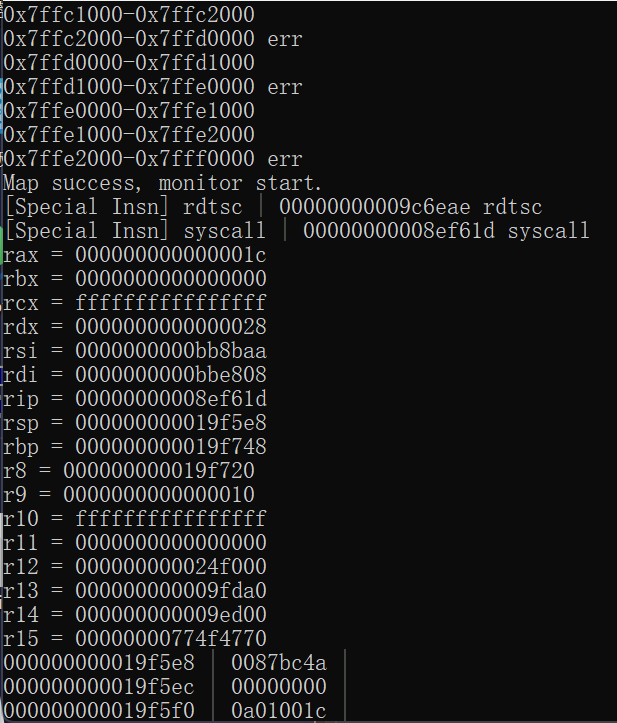 0x7ffc1000-0x7ffc2000
0x7ffc2000-0x7ffd0000 err
0x7ffd0000-0x7ffd1000
0x7ffd1000-0x7ffe0000 err
0x7ffe0000-0x7ffe1000
0x7ffe1000-0x7ffe2000
0x7ffe2000-0x7fff0000 err
Map success, monitor start.
[Special Insn] rdtsc | 00000000009c6eae rdtsc
[Special Insn] syscall | 00000000008ef61d syscall
rax = 000000000000001c
rbx = 0000000000000000
rcx = ffffffffffffffff
rdx = 0000000000000028
rsi = 0000000000bb8baa
rdi = 0000000000bbe808
rip = 00000000008ef61d
rsp = 000000000019f5e8
rbp = 000000000019f748
r8 = 000000000019f720
r9 = 0000000000000010
r10 = ffffffffffffffff
r11 = 0000000000000000
r12 = 000000000024f000
r13 = 000000000009fda0
r14 = 000000000009ed00
r15 = 00000000774f4770
000000000019f5e8 | 0087bc4a |
000000000019f5ec | 00000000 |
000000000019f5f0 | 0a01001c |